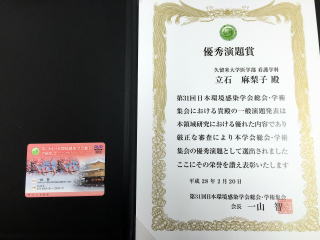 優秀演題賞
久留米大学医学部 看護学科
立石 麻梨子 殿
第31回日本環境感染学会総会・学術
集会における貴殿の一般演題発表は
本領域研究における優れた内容であり
厳正な審査により本学会総会・学術
集会の優秀演題として選出されました
ここにその栄誉を讃え表彰いたします
平成 28 年 2 月 20 日
第31回日本環境感染学会総会・学術集会
会長 一山 智